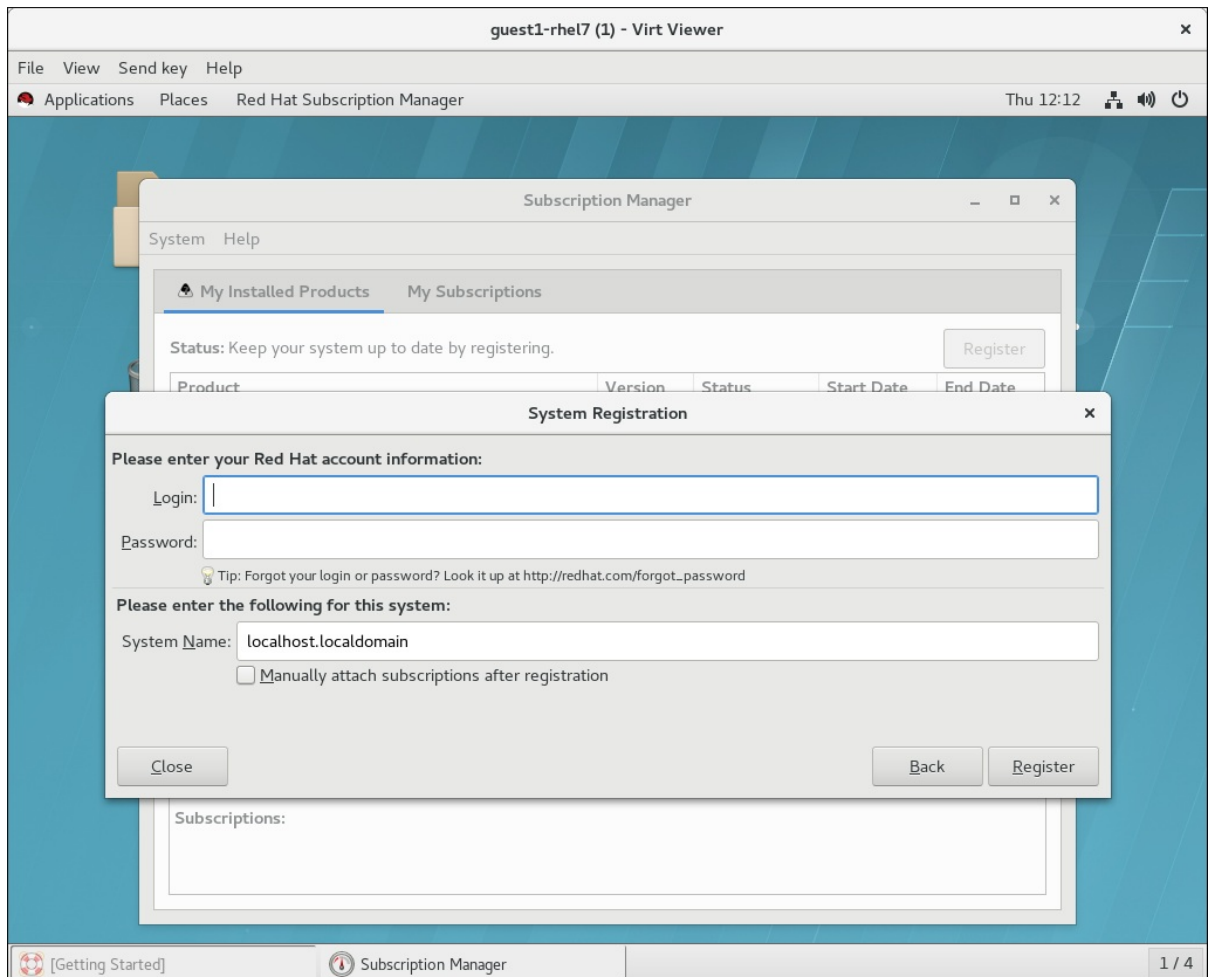 guest1-rhel7 (1) - Virt Viewer
File View Send key Help
Applications Places Red Hat Subscription Manager Thu 12:12
Subscription Manager
System Help
My Installed Products My Subscriptions
Status: Keep your system up to date by registering. Register
Product Version Status Start Date End Date
System Registration
Please enter your Red Hat account information:
Login:
Password:
Tip: Forgot your login or password? Look it up at http://redhat.com/forgot_password
Please enter the following for this system:
System Name: localhost.localdomain
Manually attach subscriptions after registration
Close Back Register
Subscriptions:
[Getting Started] Subscription Manager 1 / 4